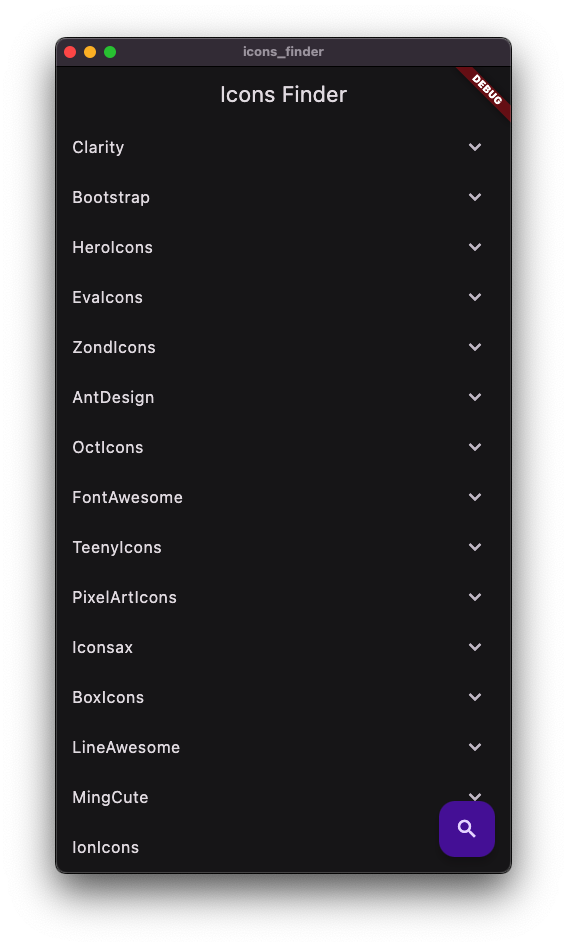 icons_finder
DEBUG
Icons Finder
Clarity
Bootstrap
HeroIcons
EvaIcons
ZondIcons
AntDesign
OctIcons
FontAwesome
TeenyIcons
PixelArtIcons
Iconsax
BoxIcons
LineAwesome
MingCute
IonIcons